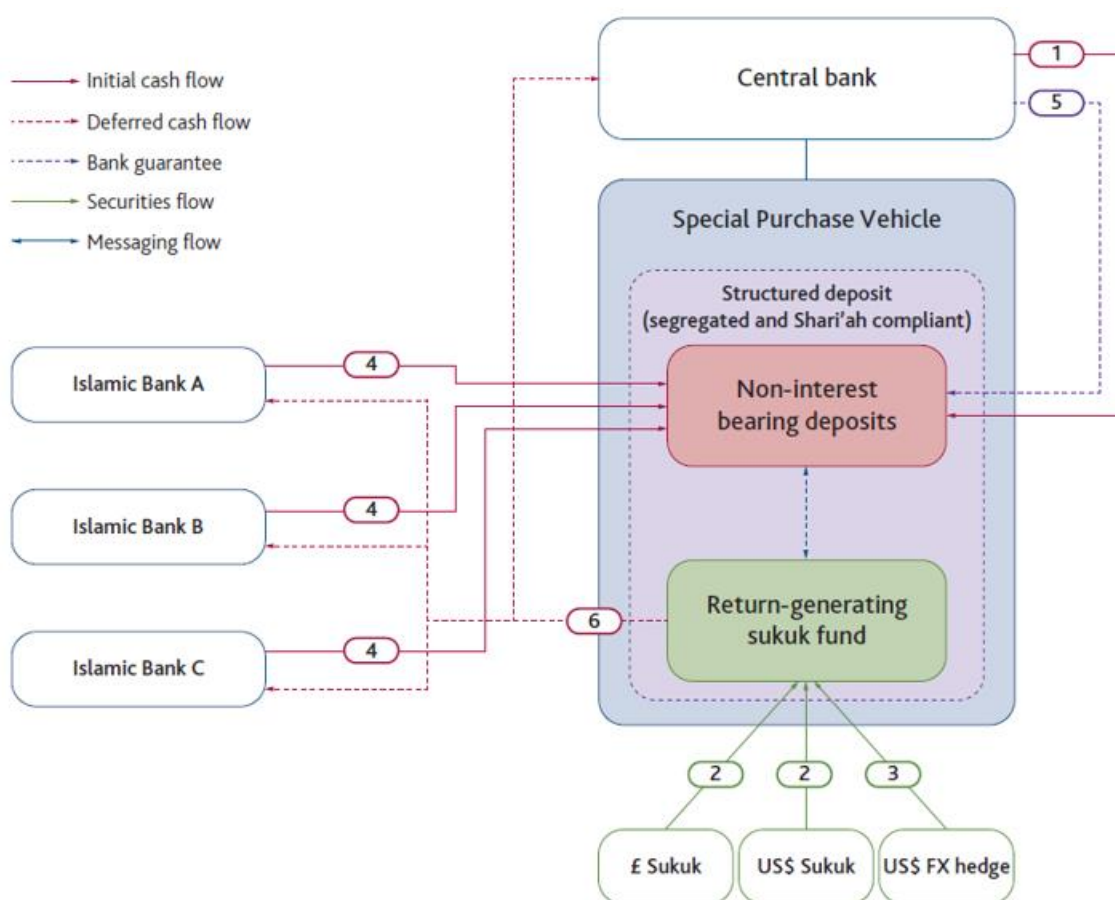 Initial cash flow
Deferred cash flow
Bank guarantee
Securities flow
Messaging flow
Central bank
1
5
Special Purchase Vehicle
Structured deposit
(segregated and Shari'ah compliant)
Islamic Bank A
4
Non-interest
bearing deposits
Islamic Bank B
4
Return-generating
sukuk fund
6
Islamic Bank C
4
2
2
3
£ Sukuk
US$ Sukuk
US$ FX hedge